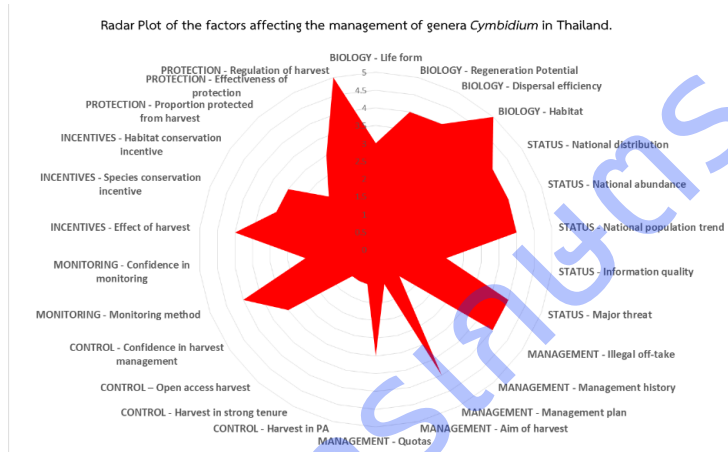 Radar Plot of the factors affecting the management of genera Cymbidium in Thailand.
BIOLOGY - Life form
BIOLOGY - Regeneration Potential
BIOLOGY - Dispersal efficiency
BIOLOGY - Habitat
STATUS - National distribution
STATUS - National abundance
STATUS - National population trend
STATUS - Information quality
STATUS - Major threat
MANAGEMENT - Illegal off-take
MANAGEMENT - Management history
MANAGEMENT - Management plan
MANAGEMENT - Aim of harvest
MANAGEMENT - Quotas
CONTROL - Harvest in PA
CONTROL - Harvest in strong tenure
CONTROL – Open access harvest
CONTROL - Confidence in harvest
management
MONITORING - Monitoring method
MONITORING - Confidence in
monitoring
INCENTIVES - Effect of harvest
INCENTIVES - Species conservation
incentive
INCENTIVES - Habitat conservation
incentive
PROTECTION - Proportion protected
from harvest
PROTECTION - Effectiveness of
protection
PROTECTION - Regulation of harvest
5
4.5
4